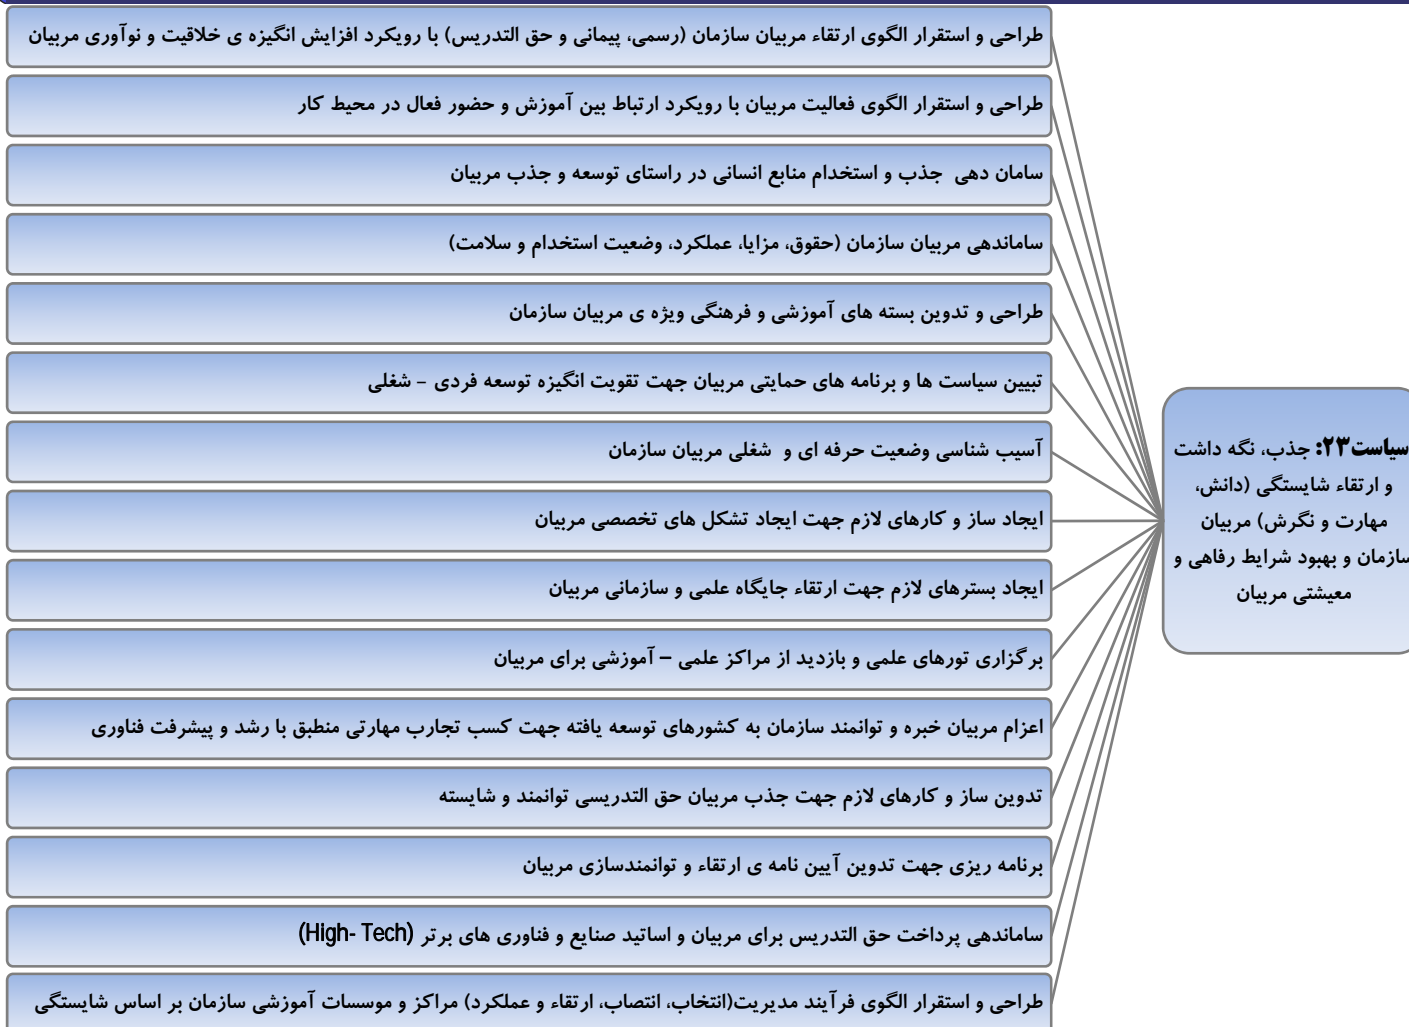 سیاست۲۳: جذب، نگه داشت
و ارتقاء شایستگی (دانش،
مهارت و نگرش) مربیان
سازمان و بهبود شرایط رفاهی و
معیشتی مربیان
طراحی و استقرار الگوی ارتقاء مربیان سازمان (رسمی، پیمانی و حق التدریس) با رویکرد افزایش انگیزه ی خلاقیت و نوآوری مربیان
طراحی و استقرار الگوی فعالیت مربیان با رویکرد ارتباط بین آموزش و حضور فعال در محیط کار
سامان دهی جذب و استخدام منابع انسانی در راستای توسعه و جذب مربیان
ساماندهی مربیان سازمان (حقوق، مزایا، عملکرد، وضعیت استخدام و سلامت)
طراحی و تدوین بسته های آموزشی و فرهنگی ویژه ی مربیان سازمان
تبیین سیاست ها و برنامه های حمایتی مربیان جهت تقویت انگیزه توسعه فردی - شغلی
آسیب شناسی وضعیت حرفه ای و شغلی مربیان سازمان
ایجاد ساز و کارهای لازم جهت ایجاد تشکل های تخصصی مربیان
ایجاد بسترهای لازم جهت ارتقاء جایگاه علمی و سازمانی مربیان
برگزاری تورهای علمی و بازدید از مراکز علمی – آموزشی برای مربیان
اعزام مربیان خبره و توانمند سازمان به کشورهای توسعه یافته جهت کسب تجارب مهارتی منطبق با رشد و پیشرفت فناوری
تدوین ساز و کارهای لازم جهت جذب مربیان حق التدریسی توانمند و شایسته
برنامه ریزی جهت تدوین آیین نامه ی ارتقاء و توانمندسازی مربیان
ساماندهی پرداخت حق التدریس برای مربیان و اساتید صنایع و فناوری های برتر (High- Tech)
طراحی و استقرار الگوی فرآیند مدیریت(انتخاب، انتصاب، ارتقاء و عملکرد) مراکز و موسسات آموزشی سازمان بر اساس شایستگی